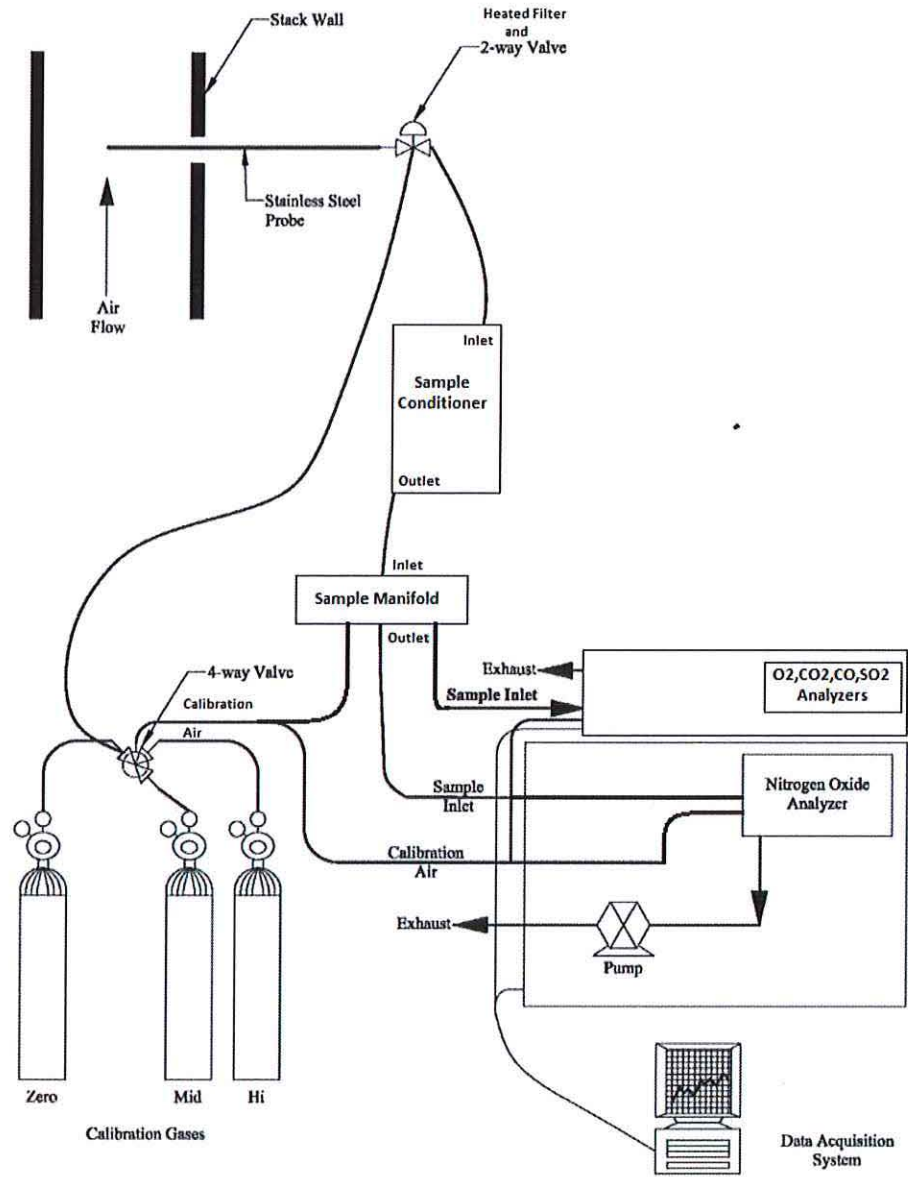 Stack Wall
Heated Filter
and
2-way Valve
Stainless Steel
Probe
Air
Flow
Inlet
Sample
Conditioner
Outlet
Inlet
Sample Manifold
Outlet
4-way Valve
Calibration
Air
Exhaust
Sample Inlet
O2,CO2,CO,SO2
Analyzers
Sample
Inlet
Nitrogen Oxide
Analyzer
Calibration
Air
Exhaust
Pump
Zero
Mid
Hi
Calibration Gases
Data Acquisition
System